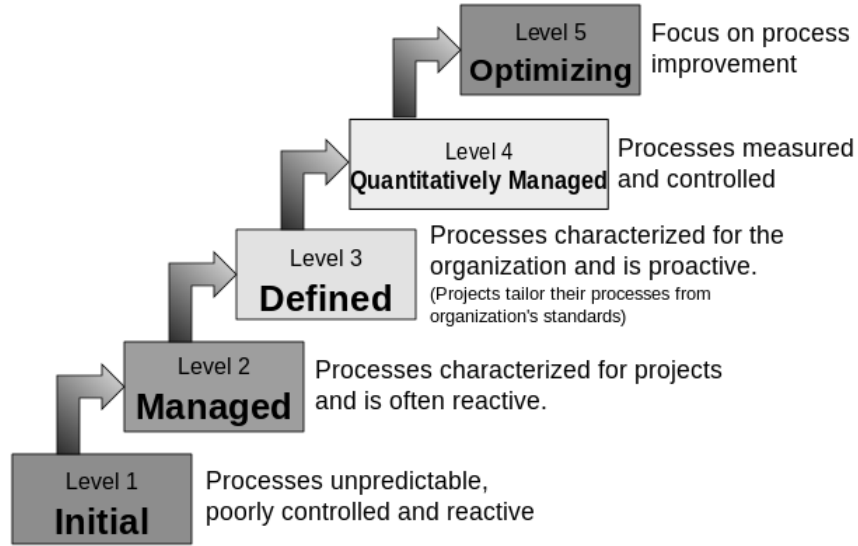 Level 5
Optimizing
Focus on process
improvement
Level 4
Quantitatively Managed
Processes measured
and controlled
Level 3
Defined
Processes characterized for the
organization and is proactive.
(Projects tailor their processes from
organization's standards)
Level 2
Managed
Processes characterized for projects
and is often reactive.
Level 1
Initial
Processes unpredictable,
poorly controlled and reactive